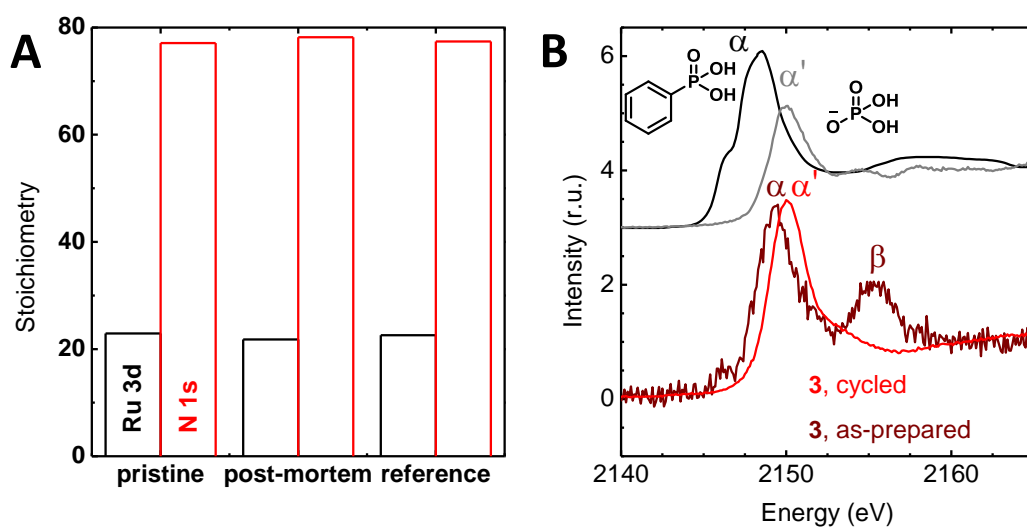 A
Stoichiometry
80
60
40
20
0
Ru 3d
N 1s
pristine
post-mortem
reference
B
Intensity (r.u.)
6
4
2
0
α
α'
O
P
OH
OH
O
⁻O
P
OH
OH
α α'
β
3, cycled
3, as-prepared
2140
2150
2160
Energy (eV)